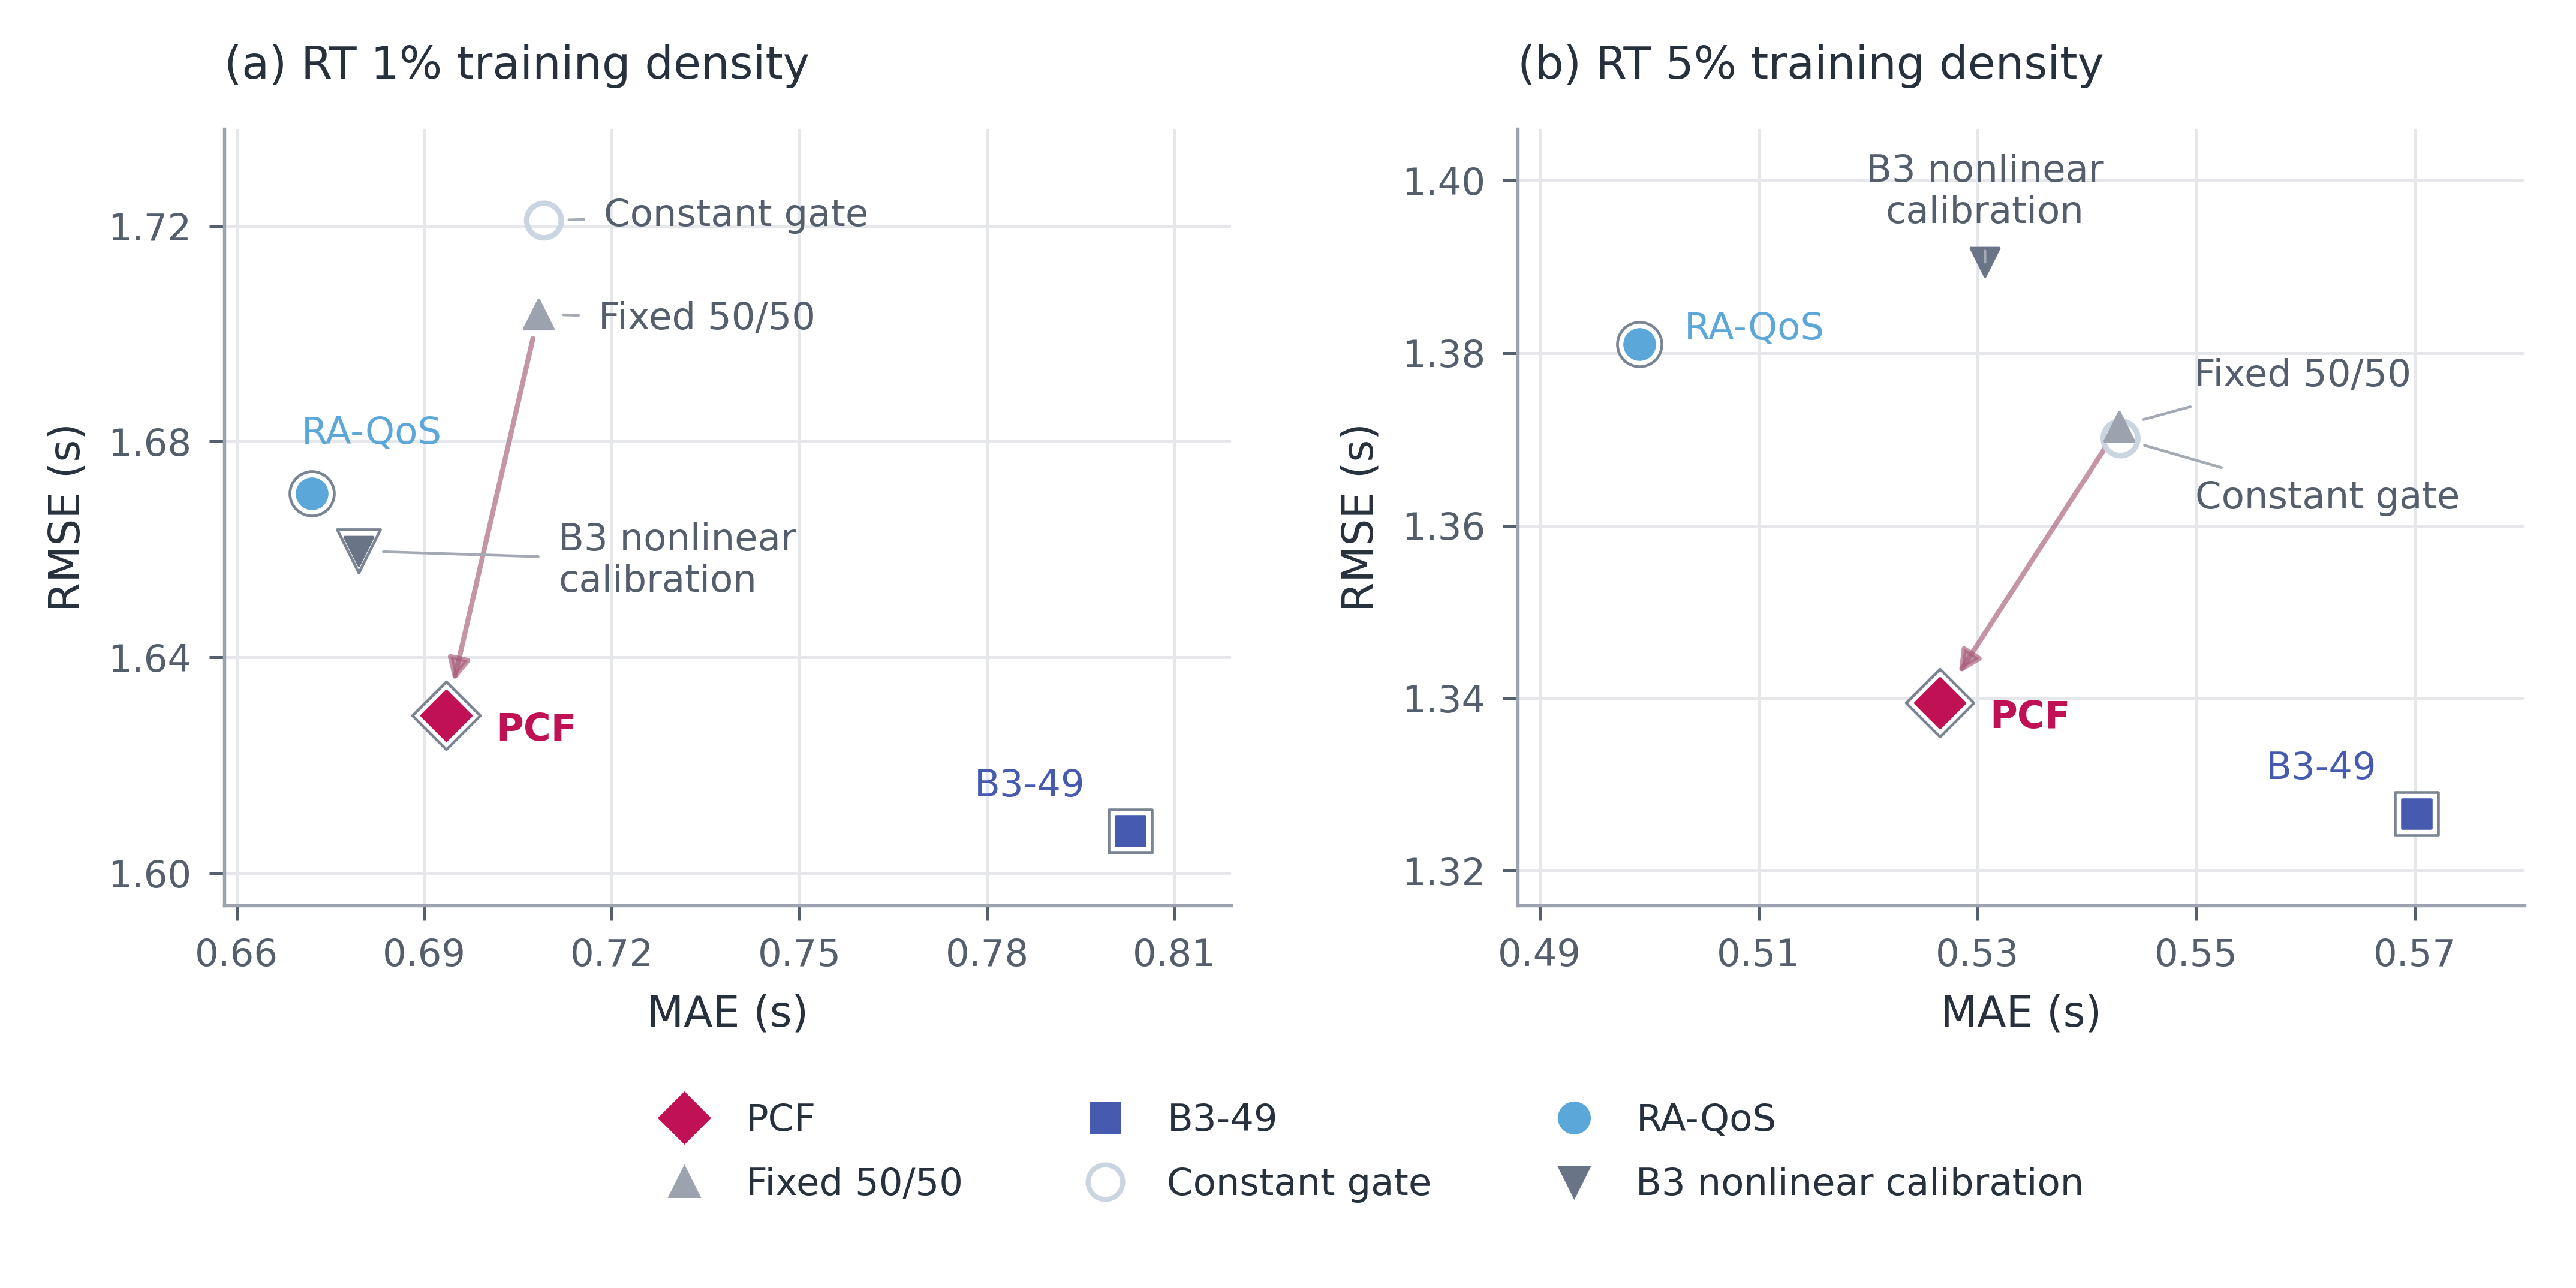 (a) RT 1% training density
RMSE (s)
1.72
1.68
1.64
1.60
Constant gate
Fixed 50/50
RA-QoS
B3 nonlinear
calibration
PCF
B3-49
0.66 0.69 0.72 0.75 0.78 0.81
MAE (s)
(b) RT 5% training density
RMSE (s)
1.40
1.38
1.36
1.34
1.32
B3 nonlinear
calibration
RA-QoS
Fixed 50/50
Constant gate
PCF
B3-49
0.49 0.51 0.53 0.55 0.57
MAE (s)
PCF B3-49 RA-QoS
Fixed 50/50 Constant gate B3 nonlinear calibration